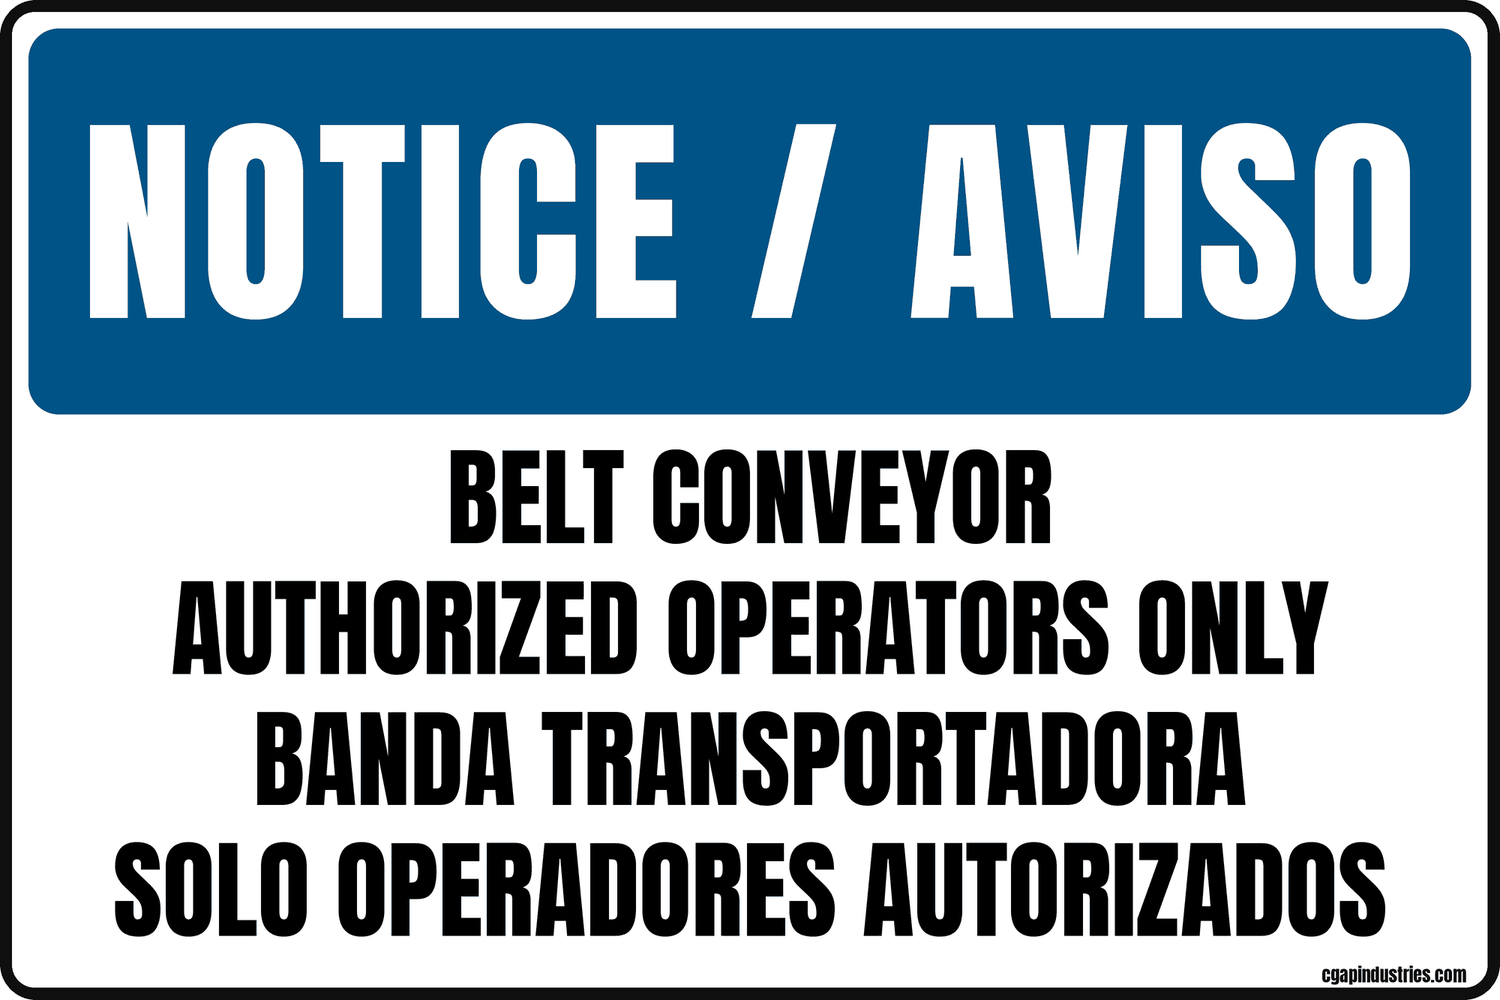 NOTICE / AVISO
BELT CONVEYOR
AUTHORIZED OPERATORS ONLY
BANDA TRANSPORTADORA
SOLO OPERADORES AUTORIZADOS
cgapindustries.com